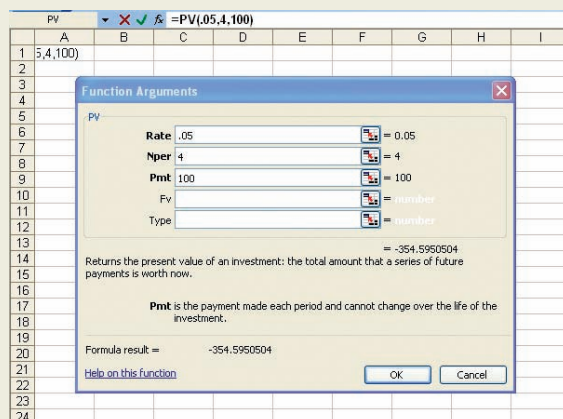 PV =PV(.05,4,100)
A B C D E F G H I
1 5,4,100)
2
3
4
5
6
7
8
9
10
11
12
13
14
15
16
17
18
19
20
21
22
23
24
Function Arguments
PV
Rate .05 = 0.05
Nper 4 = 4
Pmt 100 = 100
Fv = number
Type = number
= -354.5950504
Returns the present value of an investment: the total amount that a series of future
payments is worth now.
Pmt is the payment made each period and cannot change over the life of the
investment.
Formula result = -354.5950504
Help on this function OK Cancel